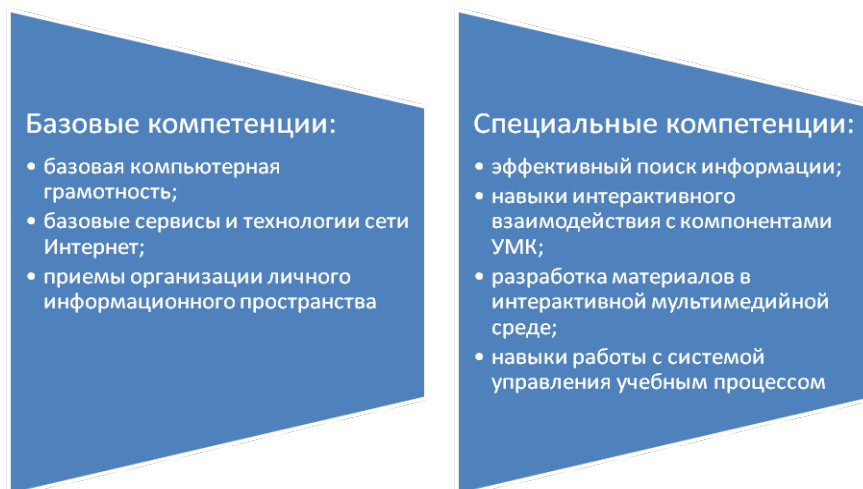 Базовые компетенции:
• базовая компьютерная
грамотность;
• базовые сервисы и технологии сети
Интернет;
• приемы организации личного
информационного пространства
Специальные компетенции:
• эффективный поиск информации;
• навыки интерактивного
взаимодействия с компонентами
УМК;
• разработка материалов в
интерактивной мультимедийной
среде;
• навыки работы с системой
управления учебным процессом